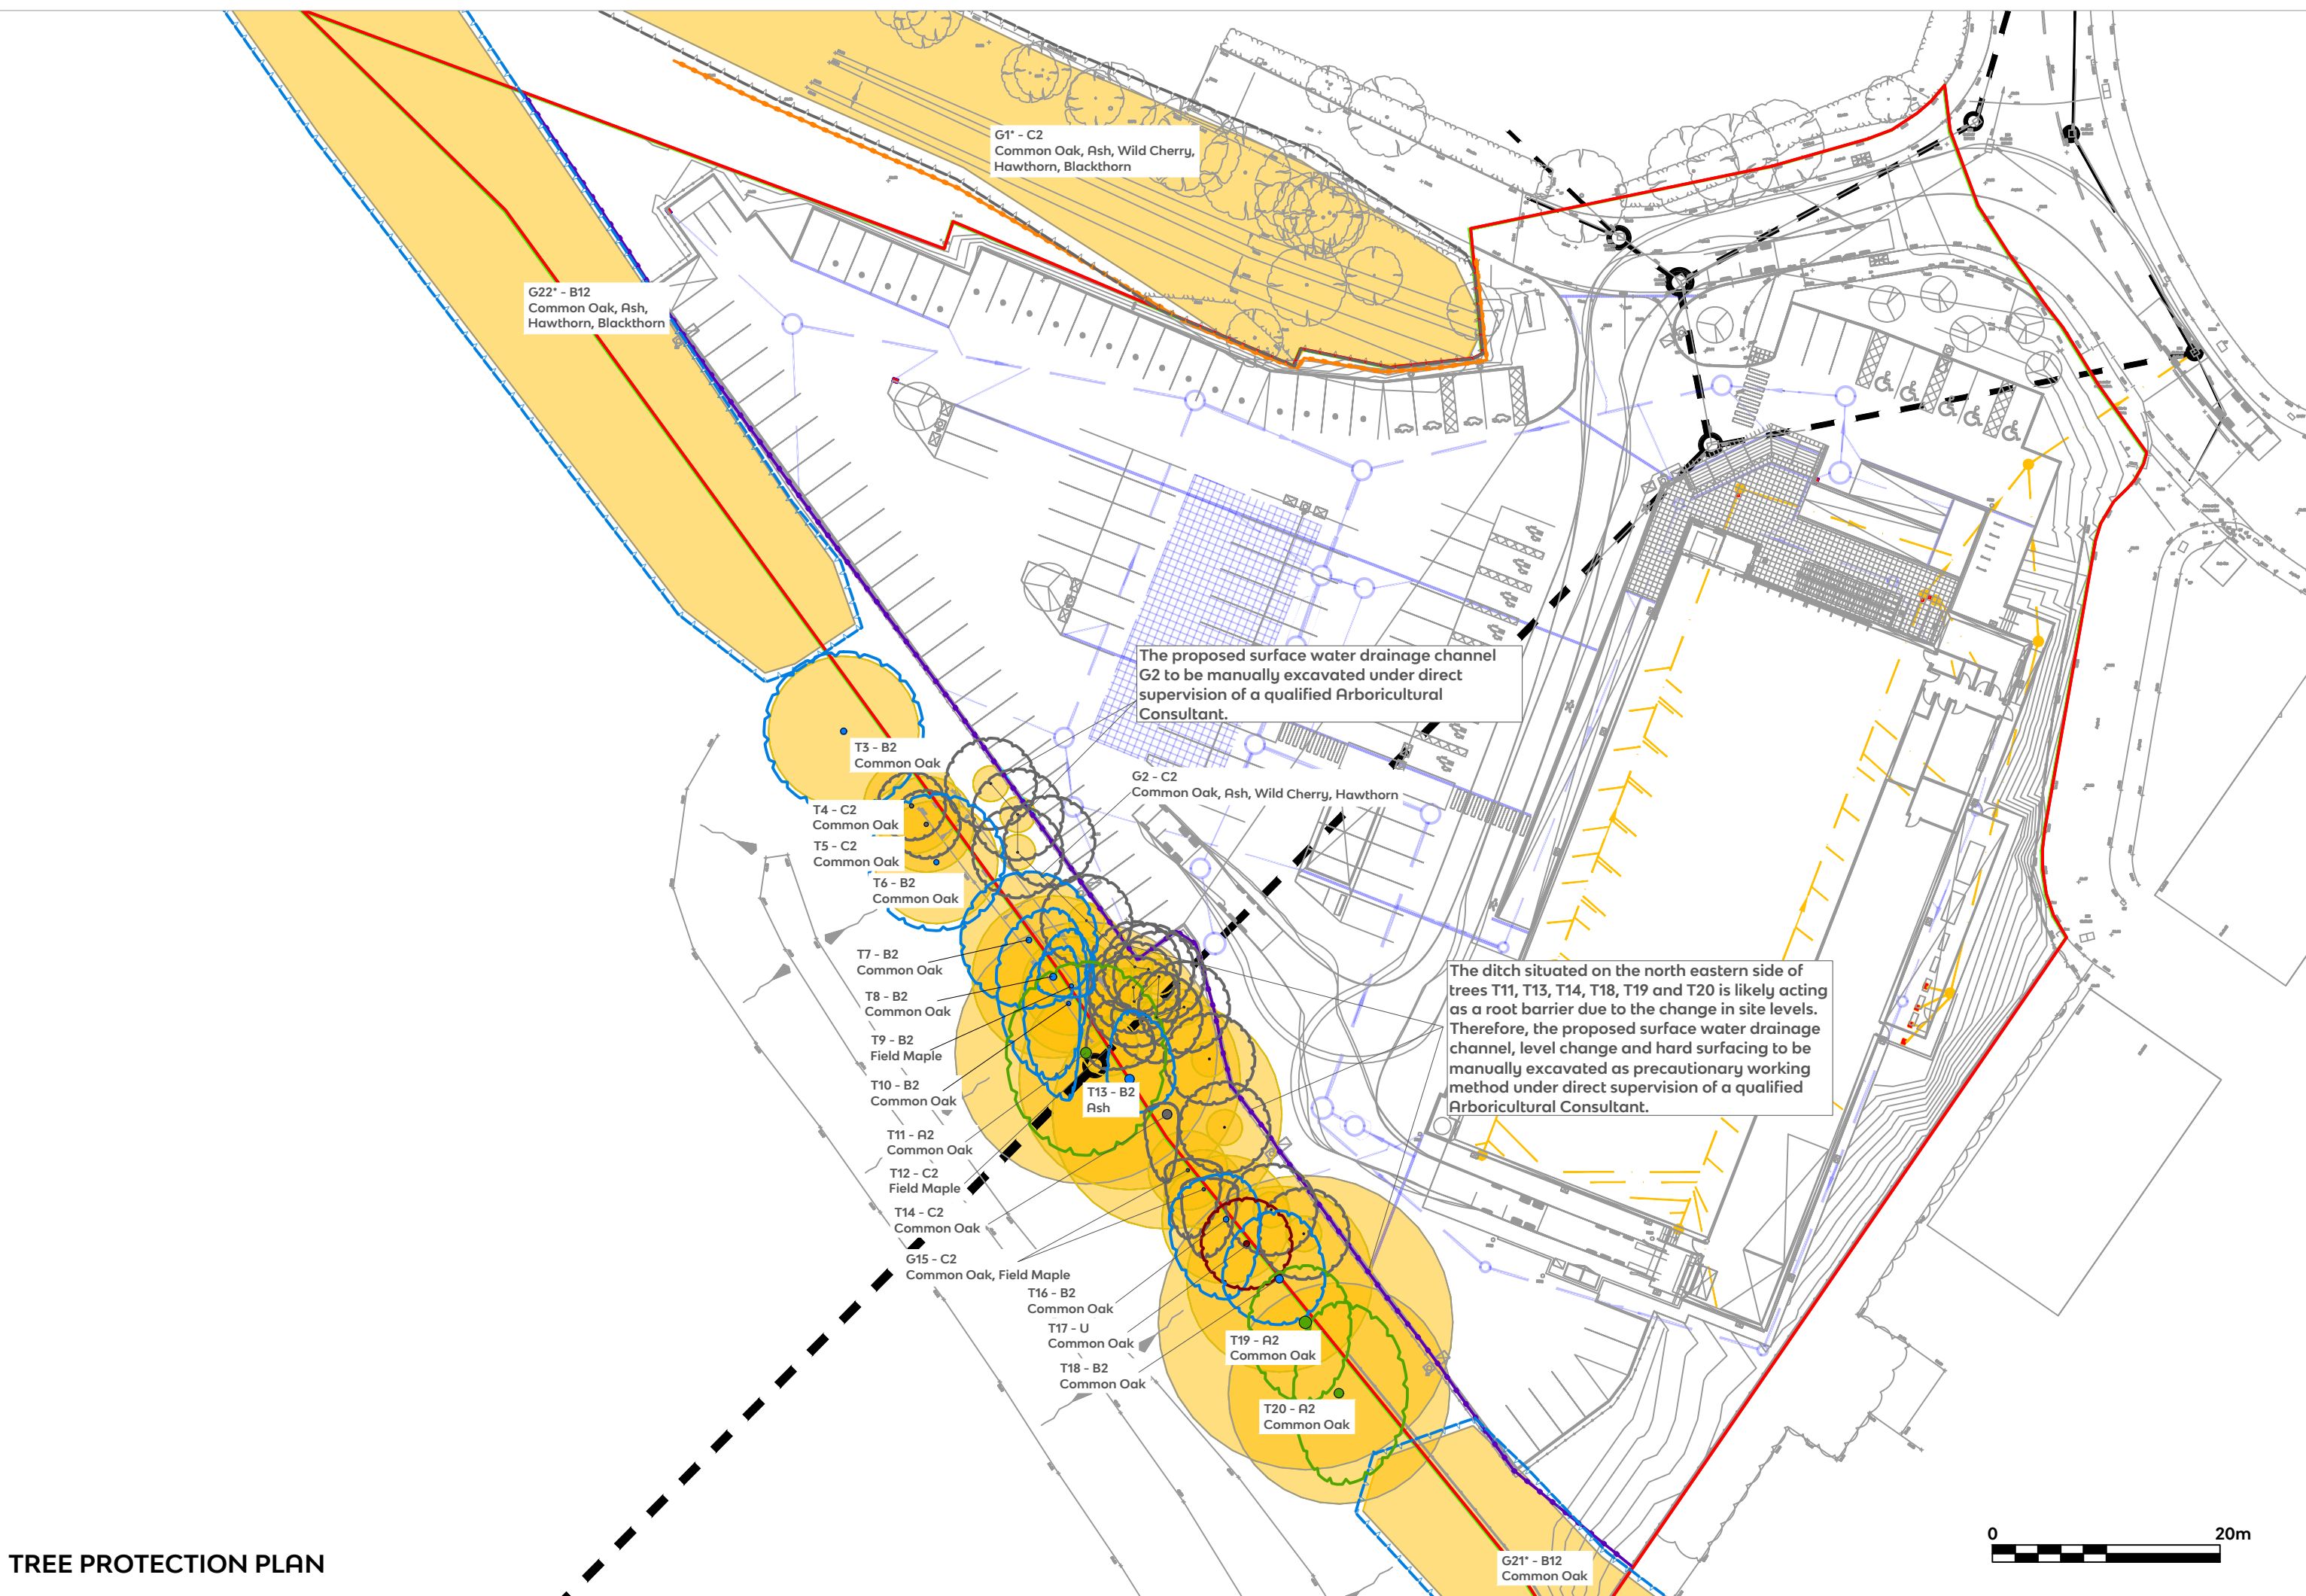 G1* - C2
Common Oak, Ash, Wild Cherry,
Hawthorn, Blackthorn
G22* - B12
Common Oak, Ash,
Hawthorn, Blackthorn
The proposed surface water drainage channel
G2 to be manually excavated under direct
supervision of a qualified Arboricultural
Consultant.
T3 - B2
Common Oak
G2 - C2
Common Oak, Ash, Wild Cherry, Hawthorn
T4 - C2
Common Oak
T5 - C2
Common Oak
T6 - B2
Common Oak
T7 - B2
Common Oak
T8 - B2
Common Oak
T9 - B2
Field Maple
T10 - B2
Common Oak
The ditch situated on the north eastern side of
trees T11, T13, T14, T18, T19 and T20 is likely acting
as a root barrier due to the change in site levels.
Therefore, the proposed surface water drainage
channel, level change and hard surfacing to be
manually excavated as precautionary working
method under direct supervision of a qualified
Arboricultural Consultant.
T13 - B2
Ash
T11 - A2
Common Oak
T12 - C2
Field Maple
T14 - C2
Common Oak
G15 - C2
Common Oak, Field Maple
T16 - B2
Common Oak
T17 - U
Common Oak
T18 - B2
Common Oak
T19 - A2
Common Oak
T20 - A2
Common Oak
G21* - B12
Common Oak
0 20m
TREE PROTECTION PLAN